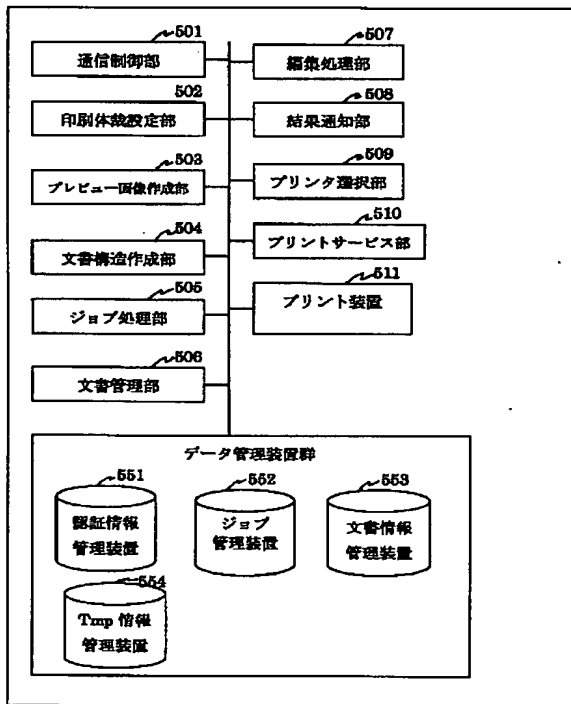 501
通信制御部
502
印刷体裁設定部
503
プレビュー画像作成部
504
文書構造作成部
505
ジョブ処理部
506
文書管理部
507
編集処理部
508
結果通知部
509
プリンタ選択部
510
プリントサービス部
511
プリント装置
データ管理装置群
551
認証情報
管理装置
552
ジョブ
管理装置
553
文書情報
管理装置
554
Tmp 情報
管理装置